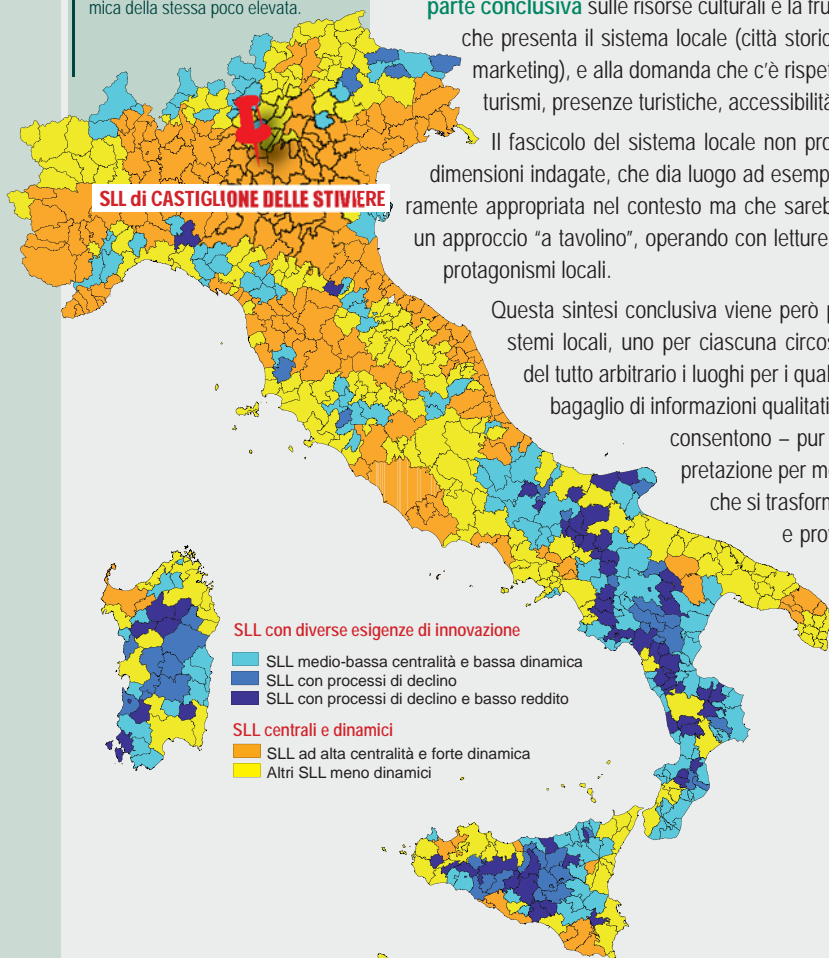 mica della stessa poco elevata.
parte conclusiva sulle risorse culturali e la fru
che presenta il sistema locale (città storic
marketing), e alla domanda che c'è rispet
turismi, presenze turistiche, accessibilità
Il fascicolo del sistema locale non pro
dimensioni indagate, che dia luogo ad esemp
ramente appropriata nel contesto ma che sareb
un approccio "a tavolino", operando con letture
protagonismi locali.
Questa sintesi conclusiva viene però p
stemi locali, uno per ciascuna circos
del tutto arbitrario i luoghi per i qual
bagaglio di informazioni qualitati
consentono – pur
pretazione per me
che si trasform
e prot
SLL di CASTIGLIONE DELLE STIVIERE
SLL con diverse esigenze di innovazione
SLL medio-bassa centralità e bassa dinamica
SLL con processi di declino
SLL con processi di declino e basso reddito
SLL centrali e dinamici
SLL ad alta centralità e forte dinamica
Altri SLL meno dinamici